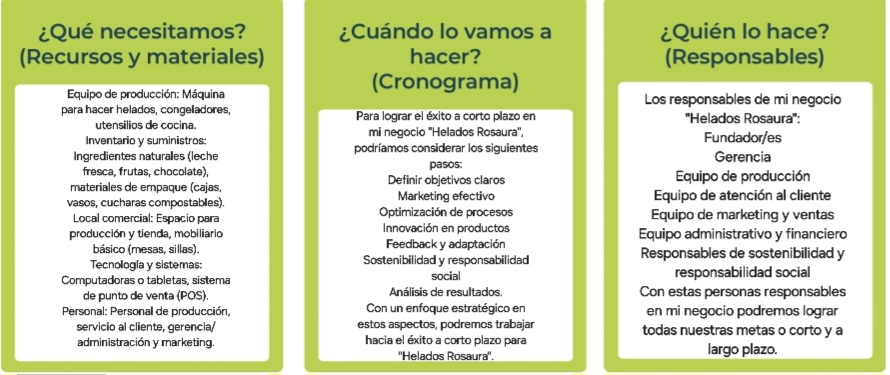 ¿Qué necesitamos?
(Recursos y materiales)
Equipo de producción: Máquina
para hacer helados, congeladores,
utensilios de cocina.
Inventario y suministros:
Ingredientes naturales (leche
fresca, frutas, chocolate),
materiales de empaque (cajas,
vasos, cucharas compostables).
Local comercial: Espacio para
producción y tienda, mobiliario
básico (mesas, sillas).
Tecnología y sistemas:
Computadoras o tabletas, sistema
de punto de venta (POS).
Personal: Personal de producción,
servicio al cliente, gerencia/
administración y marketing.
¿Cuándo lo vamos a
hacer?
(Cronograma)
Para lograr el éxito a corto plazo en
mi negocio "Helados Rosaura",
podríamos considerar los siguientes
pasos:
Definir objetivos claros
Marketing efectivo
Optimización de procesos
Innovación en productos
Feedback y adaptación
Sostenibilidad y responsabilidad
social
Análisis de resultados.
Con un enfoque estratégico en
estos aspectos, podremos trabajar
hacia el éxito a corto plazo para
"Helados Rosaura".
¿Quién lo hace?
(Responsables)
Los responsables de mi negocio
"Helados Rosaura":
Fundador/es
Gerencia
Equipo de producción
Equipo de atención al cliente
Equipo de marketing y ventas
Equipo administrativo y financiero
Responsables de sostenibilidad y
responsabilidad social
Con estas personas responsables
en mi negocio podremos lograr
todas nuestras metas o corto y a
largo plazo.